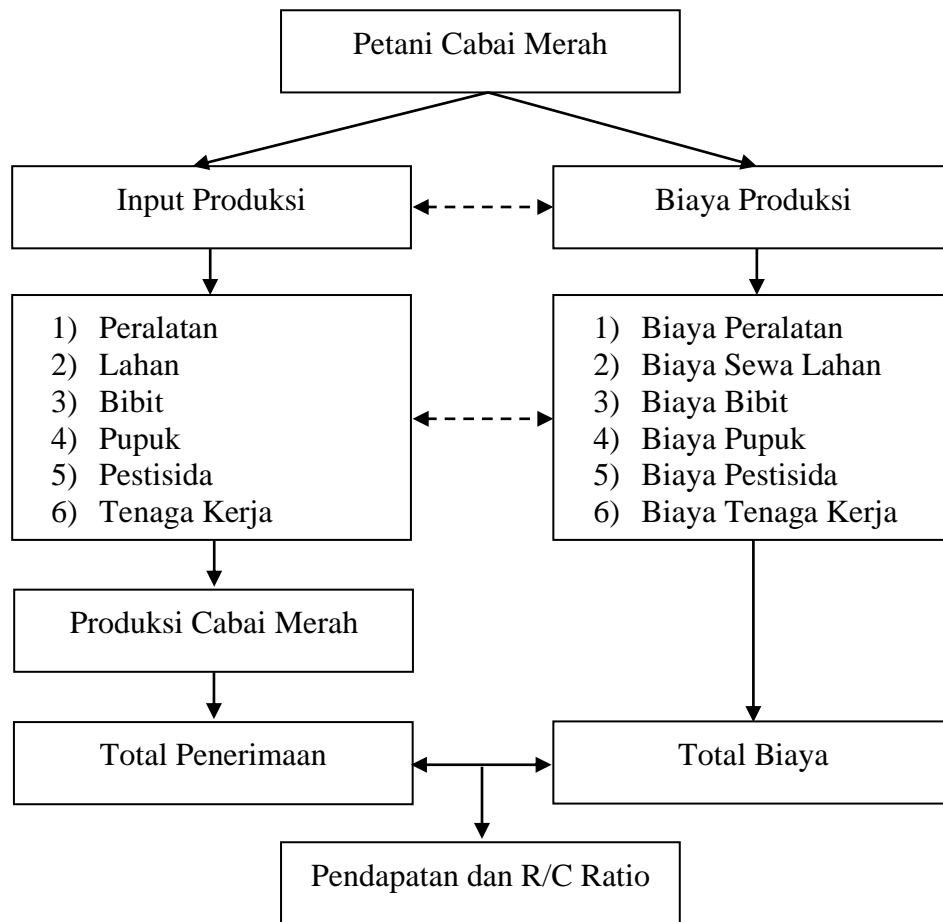 Petani Cabai Merah
Input Produksi
Biaya Produksi
1) Peralatan
2) Lahan
3) Bibit
4) Pupuk
5) Pestisida
6) Tenaga Kerja
1) Biaya Peralatan
2) Biaya Sewa Lahan
3) Biaya Bibit
4) Biaya Pupuk
5) Biaya Pestisida
6) Biaya Tenaga Kerja
Produksi Cabai Merah
Total Penerimaan
Total Biaya
Pendapatan dan R/C Ratio